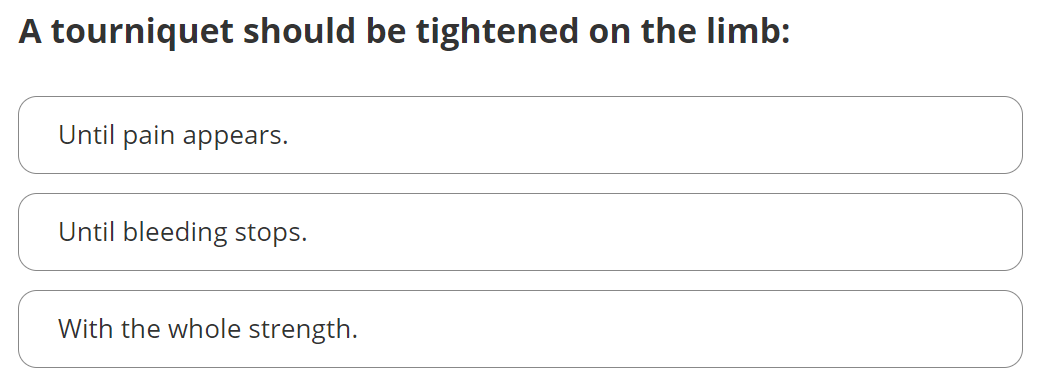 A tourniquet should be tightened on the limb:
Until pain appears.
Until bleeding stops.
With the whole strength.